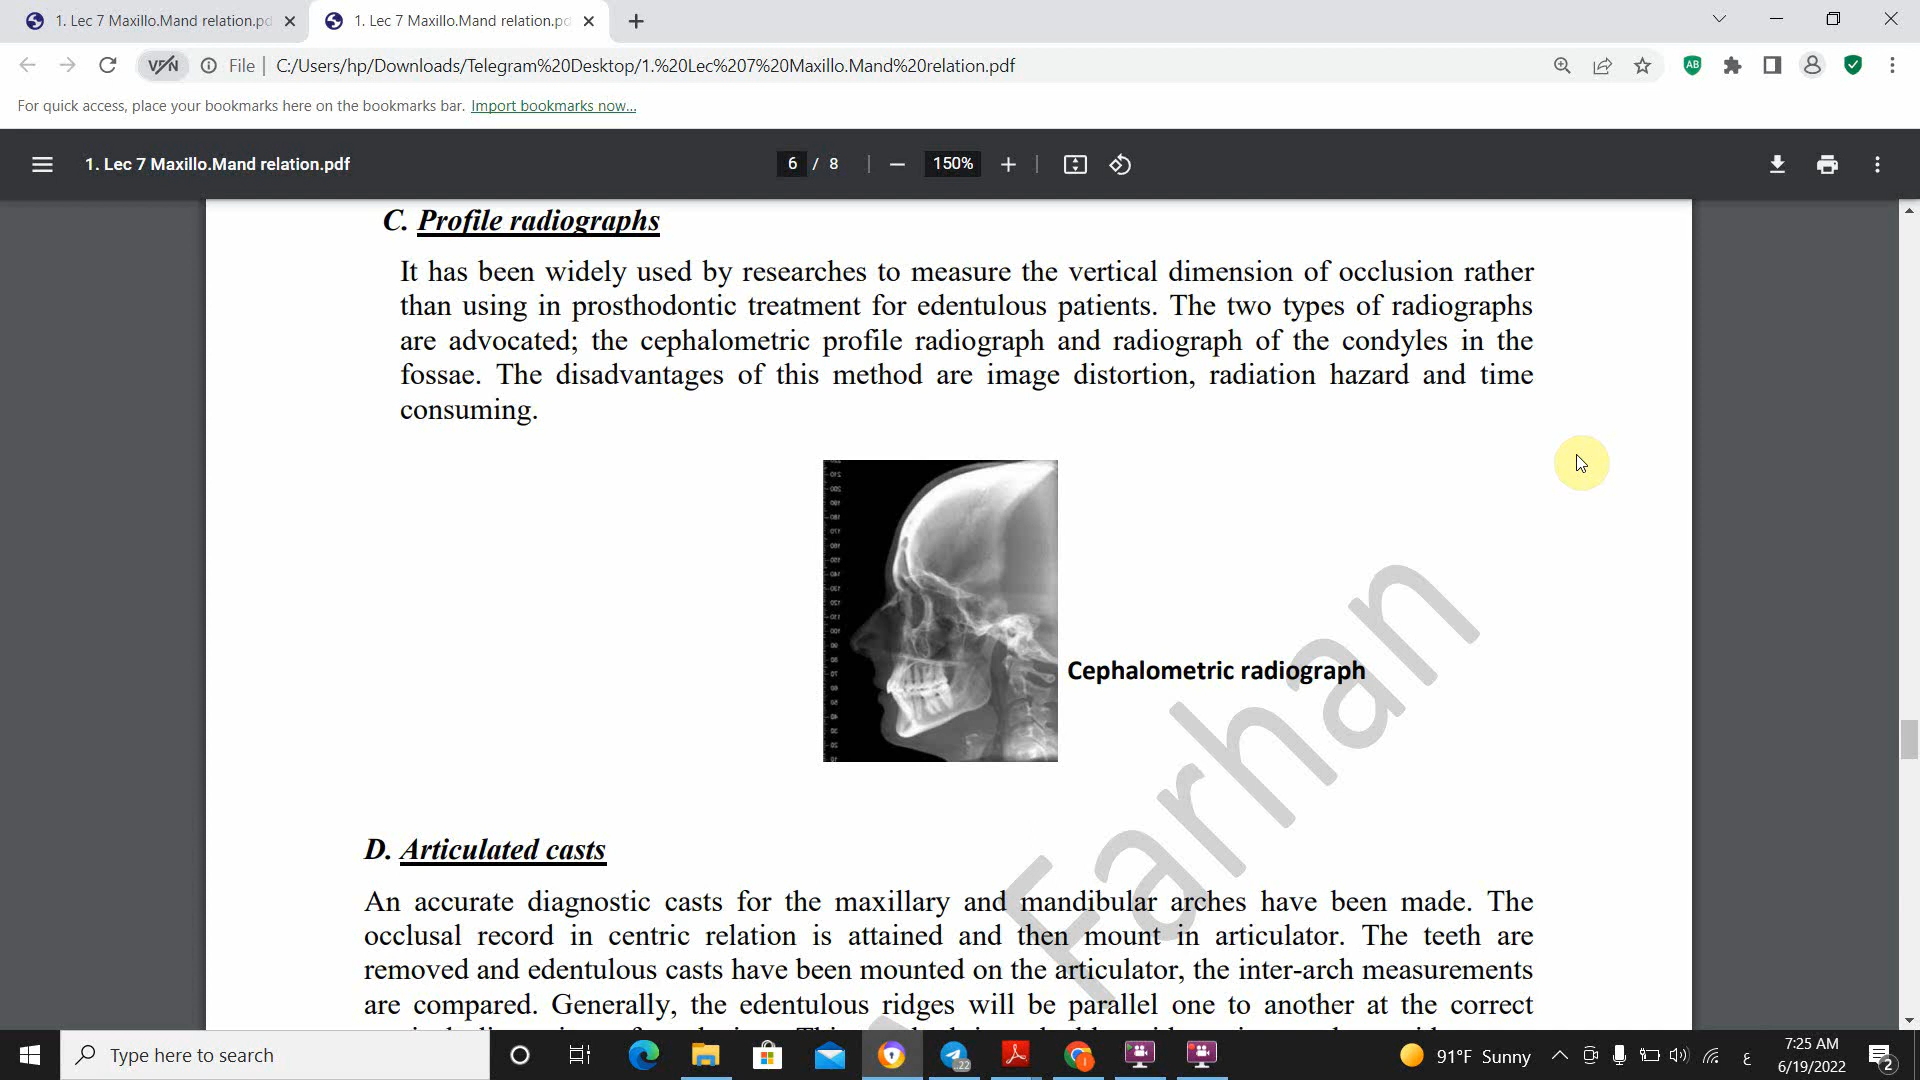 1. Lec 7 Maxillo.Mand relation.pd
1. Lec 7 Maxillo.Mand relation.pd
VPN
File
C:/Users/hp/Downloads/Telegram%20Desktop/1.%20Lec%207%20Maxillo.Mand%20relation.pdf
AB
For quick access, place your bookmarks here on the bookmarks bar. Import bookmarks now...
1. Lec 7 Maxillo.Mand relation.pdf
6 / 8
150%
C. Profile radiographs
It has been widely used by researches to measure the vertical dimension of occlusion rather
than using in prosthodontic treatment for edentulous patients. The two types of radiographs
are advocated; the cephalometric profile radiograph and radiograph of the condyles in the
fossae. The disadvantages of this method are image distortion, radiation hazard and time
consuming.
Cephalometric radiograph
Farhan
D. Articulated casts
An accurate diagnostic casts for the maxillary and mandibular arches have been made. The
occlusal record in centric relation is attained and then mount in articulator. The teeth are
removed and edentulous casts have been mounted on the articulator, the inter-arch measurements
are compared. Generally, the edentulous ridges will be parallel one to another at the correct
Type here to search
22
91°F Sunny
ع
7:25 AM
6/19/2022
2